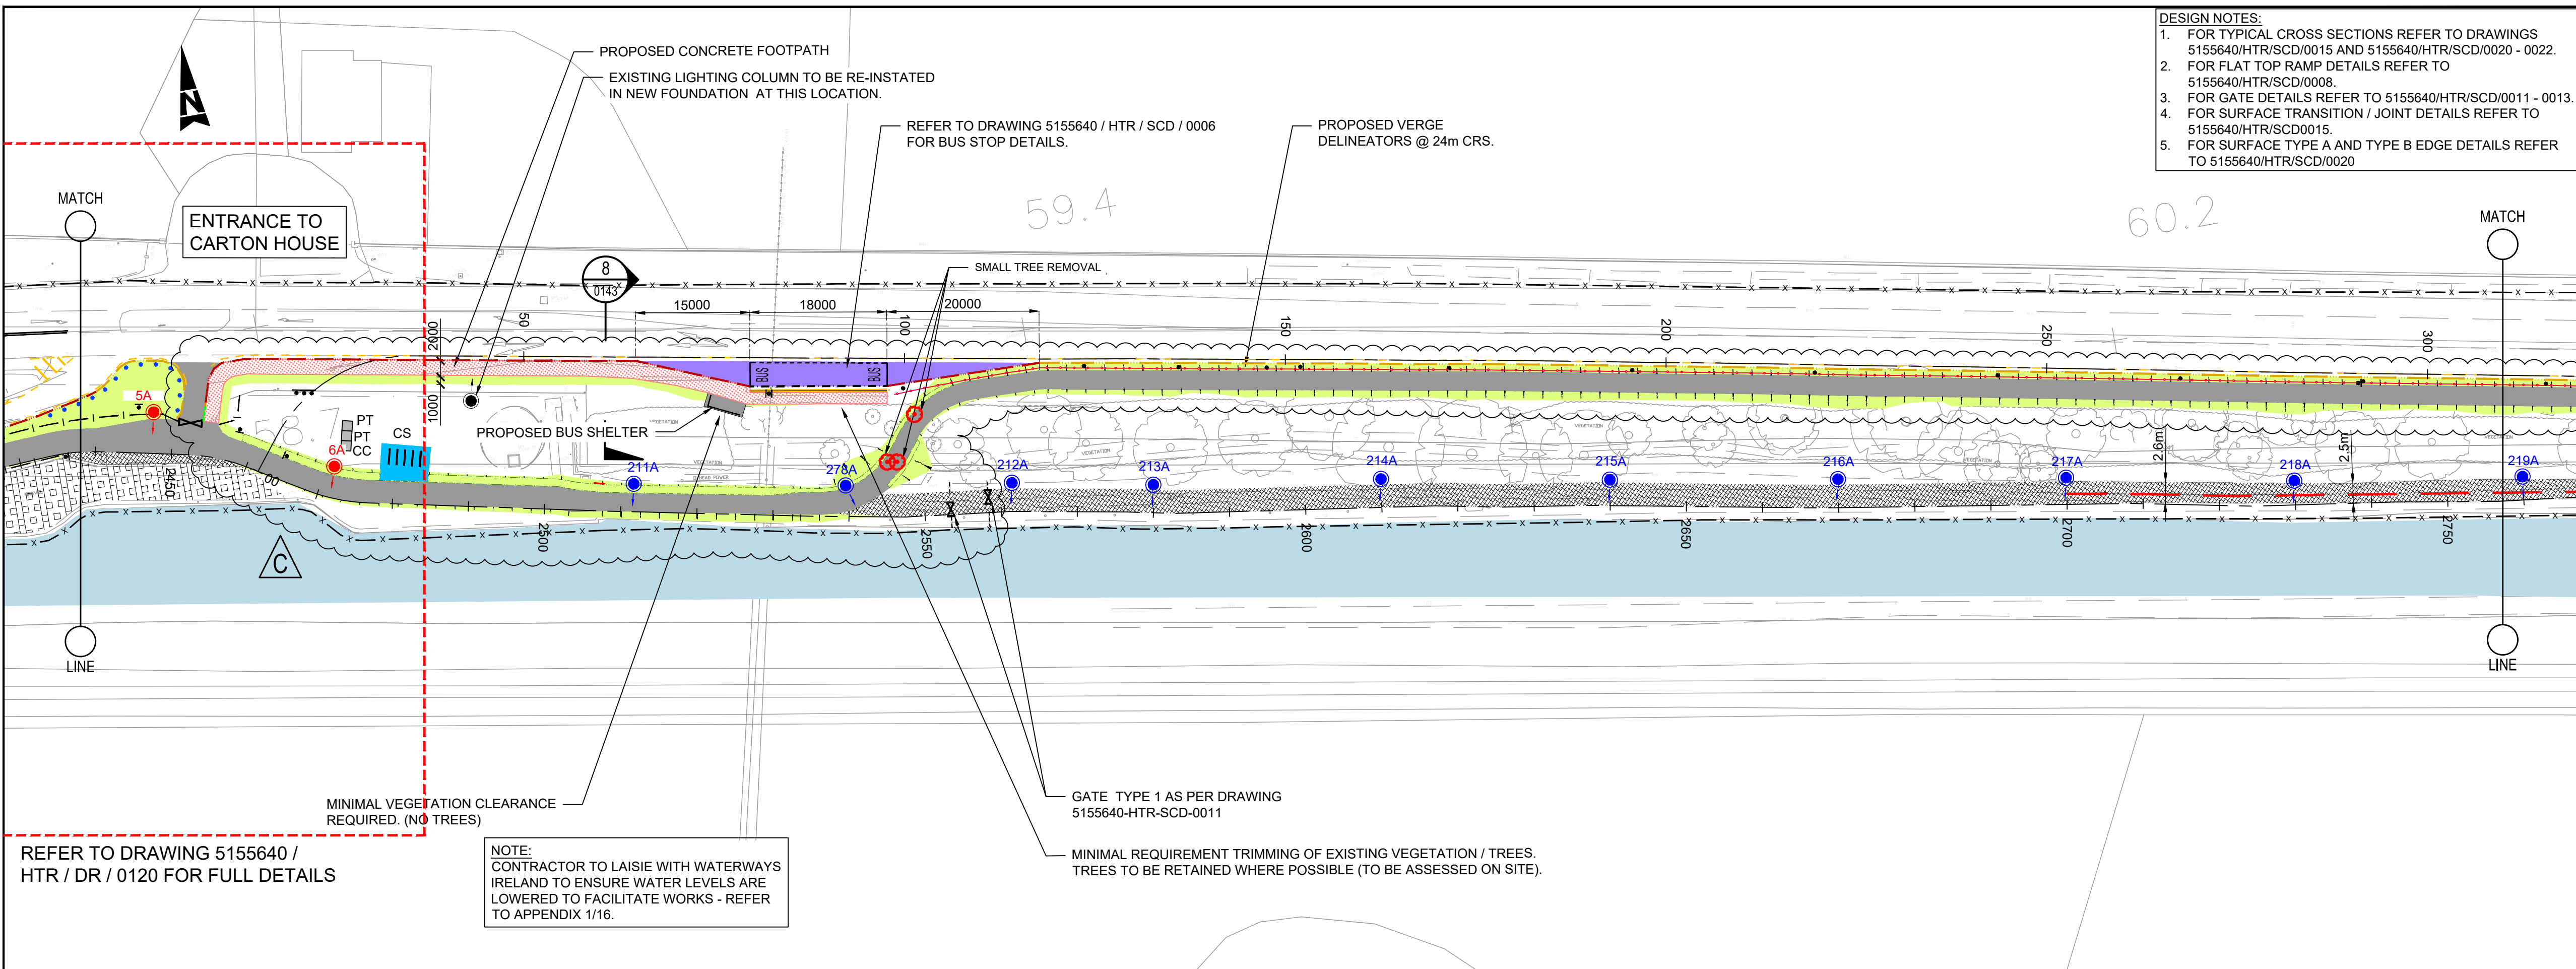 DESIGN NOTES:
1. FOR TYPICAL CROSS SECTIONS REFER TO DRAWINGS
5155640/HTR/SCD/0015 AND 5155640/HTR/SCD/0020 - 0022.
2. FOR FLAT TOP RAMP DETAILS REFER TO
5155640/HTR/SCD/0008.
3. FOR GATE DETAILS REFER TO 5155640/HTR/SCD/0011 - 0013.
4. FOR SURFACE TRANSITION / JOINT DETAILS REFER TO
5155640/HTR/SCD0015.
5. FOR SURFACE TYPE A AND TYPE B EDGE DETAILS REFER
TO 5155640/HTR/SCD/0020
N
PROPOSED CONCRETE FOOTPATH
EXISTING LIGHTING COLUMN TO BE RE-INSTATED
IN NEW FOUNDATION AT THIS LOCATION.
REFER TO DRAWING 5155640 / HTR / SCD / 0006
FOR BUS STOP DETAILS.
PROPOSED VERGE
DELINEATORS @ 24m CRS.
MATCH
ENTRANCE TO
CARTON HOUSE
59.4
60.2
MATCH
8
0143
SMALL TREE REMOVAL
15000
18000
20000
2000
1000
50
100
150
200
250
300
BUS
BUS
5A
6A
PT
PT
CC
CS
PROPOSED BUS SHELTER
VEGETATION
VEGETATION
VEGETATION
VEGETATION
VEGETATION
211A
278A
212A
213A
214A
215A
216A
217A
218A
219A
2.6m
2.5m
2450
00
2500
2550
2600
2650
2700
2750
C
LINE
LINE
MINIMAL VEGETATION CLEARANCE
REQUIRED. (NO TREES)
GATE TYPE 1 AS PER DRAWING
5155640-HTR-SCD-0011
MINIMAL REQUIREMENT TRIMMING OF EXISTING VEGETATION / TREES.
TREES TO BE RETAINED WHERE POSSIBLE (TO BE ASSESSED ON SITE).
REFER TO DRAWING 5155640 /
HTR / DR / 0120 FOR FULL DETAILS
NOTE:
CONTRACTOR TO LAISIE WITH WATERWAYS
IRELAND TO ENSURE WATER LEVELS ARE
LOWERED TO FACILITATE WORKS - REFER
TO APPENDIX 1/16.